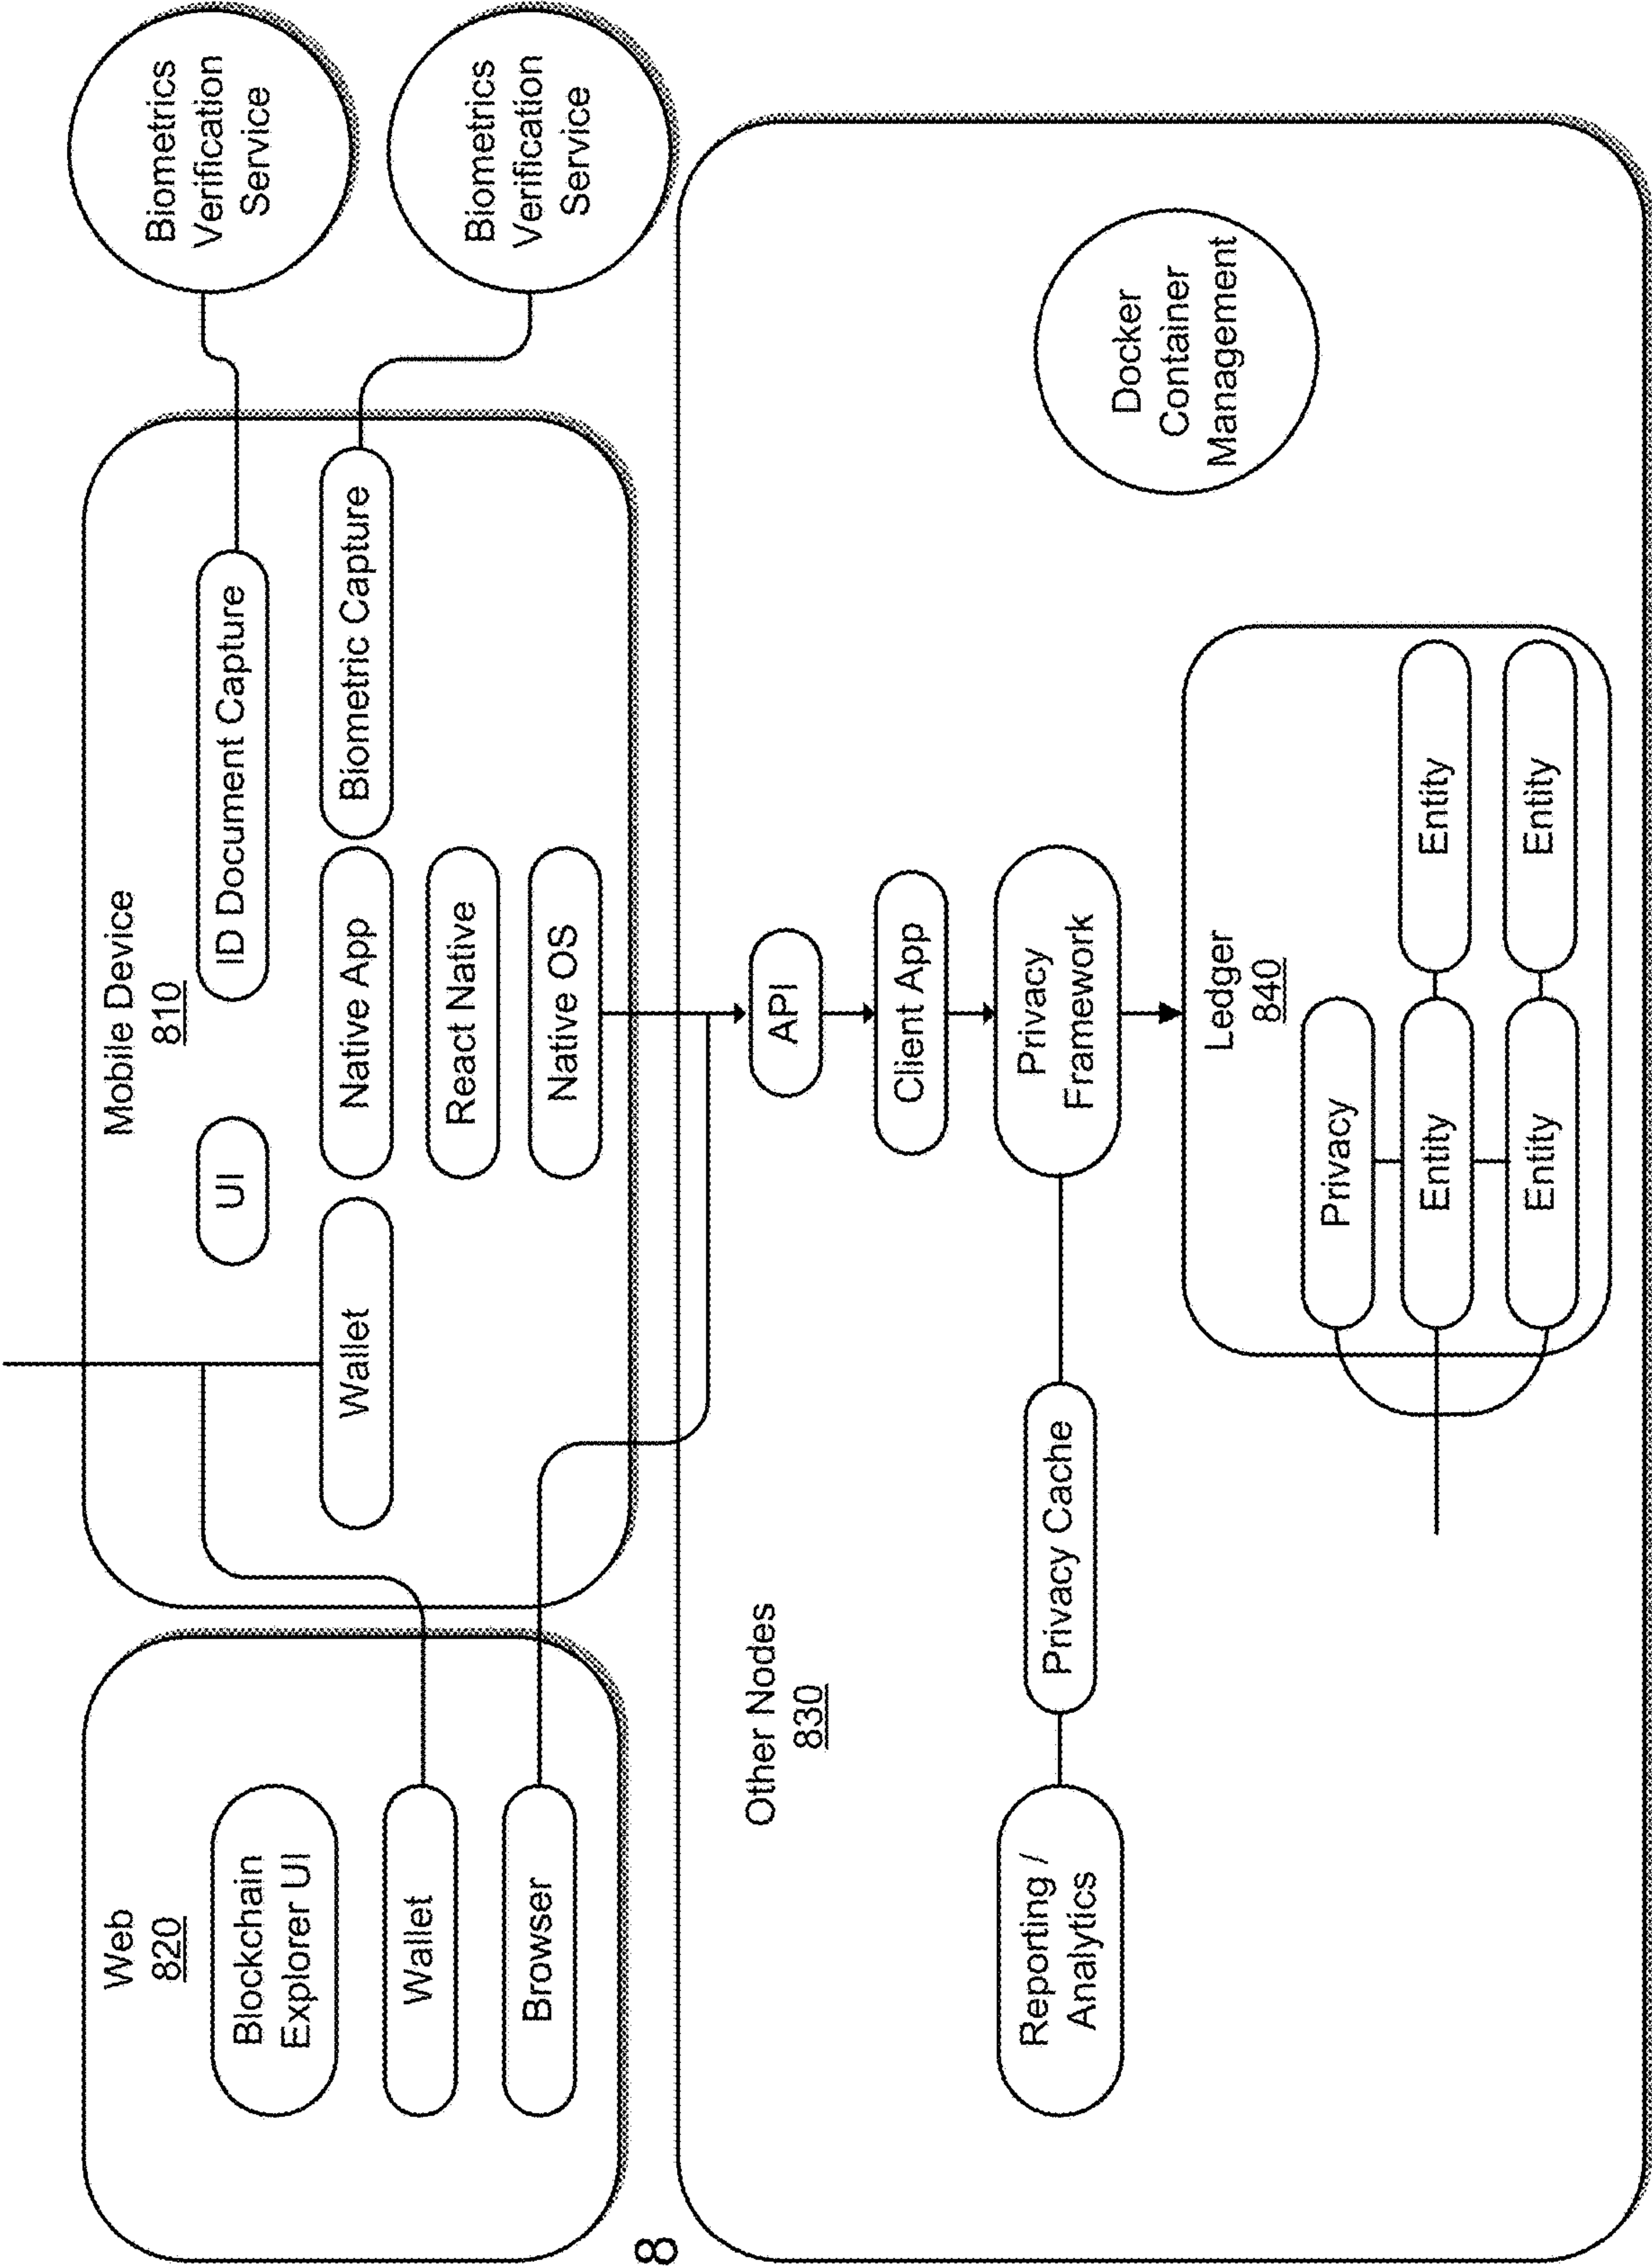 Web
820
Blockchain
Explorer UI
Wallet
Browser
Mobile Device
810
UI
ID Document Capture
Wallet
Native App
Biometric Capture
React Native
Native OS
Biometrics
Verification
Service
Biometrics
Verification
Service
8
Other Nodes
830
API
Client App
Reporting /
Analytics
Privacy Cache
Privacy
Framework
Docker
Container
Management
Ledger
840
Privacy
Entity
Entity
Entity
Entity